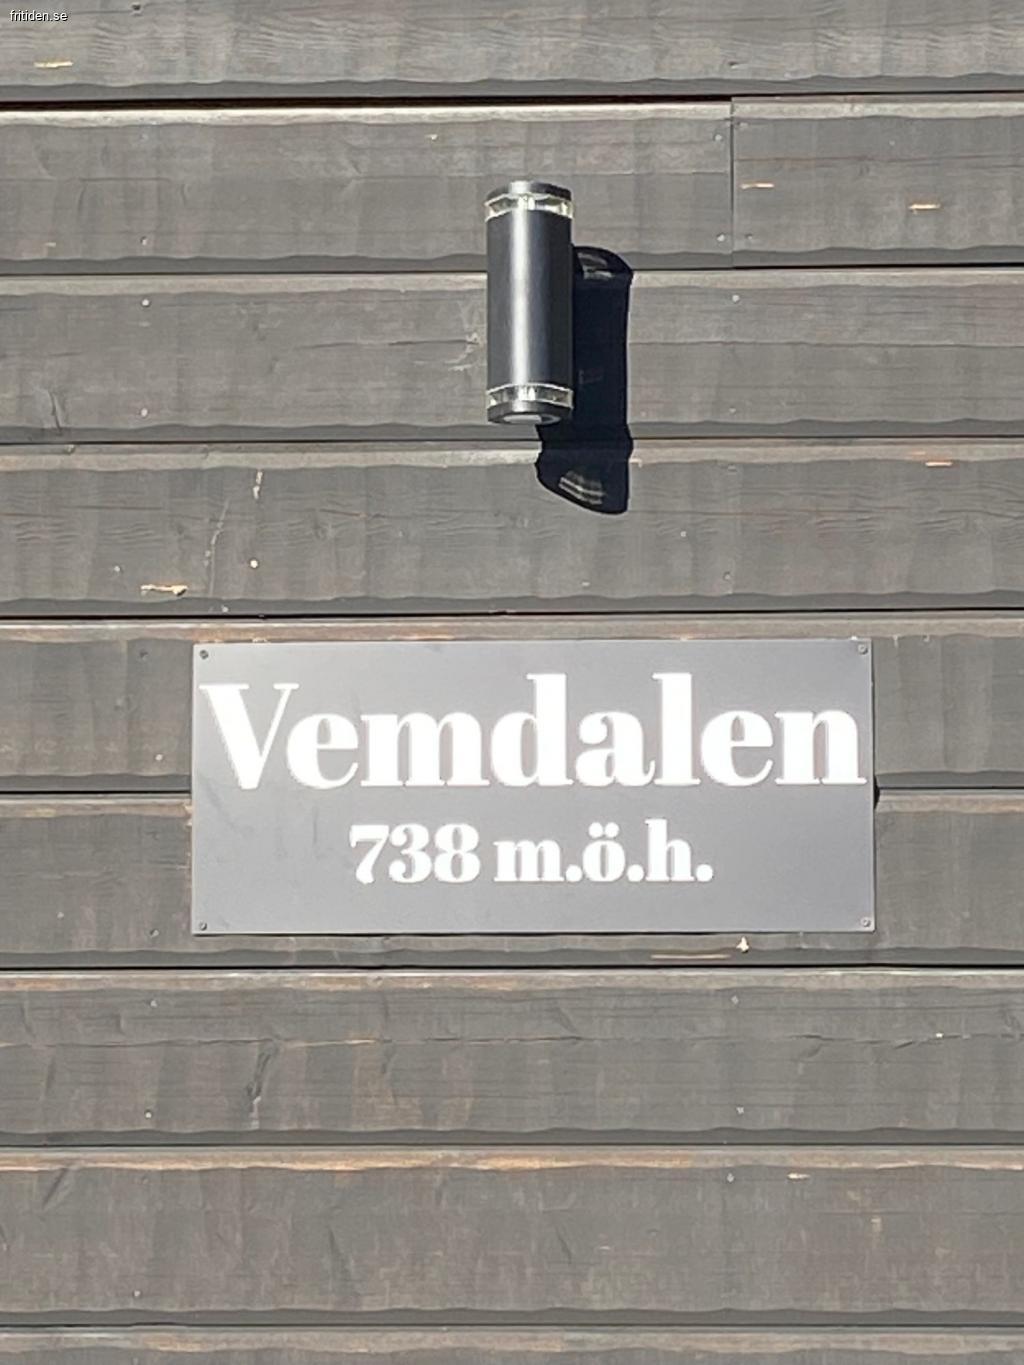 fritiden.se
Vemdalen
738 m.ö.h.